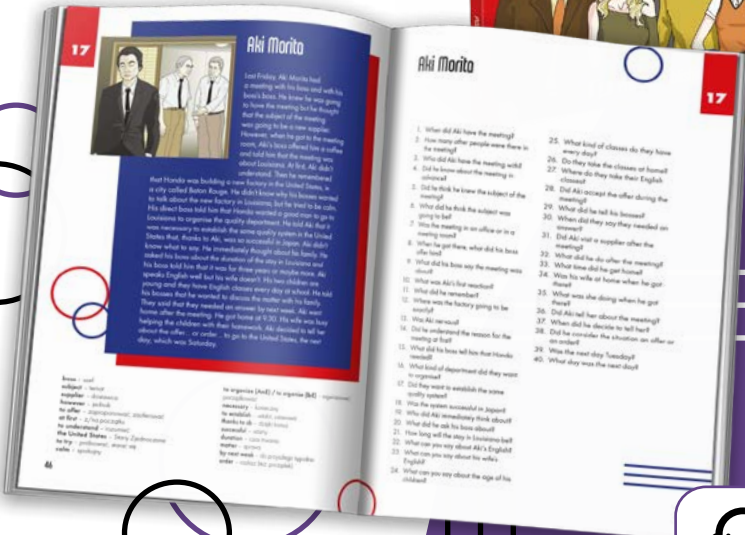 17
Aki Morita
Last Friday, Aki Morita had
a meeting with his boss and with his
boss's boss. He knew he was going
to have the meeting but he thought
that the subject of the meeting
was going to be a new supplier.
However, when he got to the meeting
room, Aki's boss offered him a coffee
and told him that the meeting was
about Louisiana. At first, Aki didn't
understand. Then he remembered
that Honda was building a new factory in the United States, in
a city called Baton Rouge. He didn't know why his bosses wanted
to talk about the new factory in Louisiana, but he tried to be calm.
His direct boss told him that Honda wanted a good man to go to
Louisiana to organise the quality department. He told Aki that it
was necessary to establish the same quality system in the United
States that, thanks to Aki, was so successful in Japan. Aki didn't
know what to say. He immediately thought about his family. He
asked his boss about the duration of the stay in Louisiana and
his boss told him that it was for three years or maybe more. Aki
speaks English well but his wife doesn't. His two children are
young and they have English classes every day at school. He told
his bosses that he wanted to discuss the matter with his family.
They said that they needed an answer by next week. Aki went
home after the meeting. He got home at 9.30. His wife was busy
helping the children with their homework. Aki decided to tell her
about the offer... or order... to go to the United States, the next
day, which was Saturday.
boss – szef
subject – temat
supplier – dostawca
however – jednak
to offer – zaproponować, zaoferować
at first – z/na początku
to understand – rozumieć
the United States – Stany Zjednoczone
to try – próbować, starać się
calm – spokojny
to organize (AmE) / to organise (BrE) –
necessary – konieczny
to establish –
thanks to sb – dzięki komuś
successful –
duration – czas trwania
matter – sprawa
by next week – do przyszłego tygodnia
order – rozkaz
46
Aki Morita
17
1. When did Aki have the meeting?
2. How many other people were there in
the meeting?
3. Who did Aki have the meeting with?
4. Did he know about the meeting in
advance?
5. Did he think he knew the subject of the
meeting?
6. What did he think the subject was
going to be?
7. Was the meeting in an office or in a
meeting room?
8. When he got there, what did his boss
offer him?
9. What did his boss say the meeting was
about?
10. What was Aki's first reaction?
11. What did he remember?
12. Where was the factory going to be
exactly?
13. Was Aki nervous?
14. Did he understand the reason for the
meeting at first?
15. What did his boss tell him that Honda
needed?
16. What kind of department did they want
to organise?
17. Did they want to establish the same
quality system?
18. Was the system successful in Japan?
19. Who did Aki immediately think about?
20. What did he ask his boss about?
21. How long will the stay in Louisiana be?
22. What can you say about Aki's English?
23. What can you say about his wife's
English?
24. What can you say about the age of his
children?
25. What kind of classes do they have
every day?
26. Do they take the classes at home?
27. Where do they take their English
classes?
28. Did Aki accept the offer during the
meeting?
29. What did he tell his bosses?
30. When did they say they needed an
answer?
31. Did Aki visit a supplier after the
meeting?
32. What did he do after the meeting?
33. What time did he get home?
34. Was his wife at home when he got
there?
35. What was she doing when he got
there?
36. Did Aki tell her about the meeting?
37. When did he decide to tell her?
38. Did he consider the situation an offer or
an order?
39. Was the next day Tuesday?
40. What day was the next day?